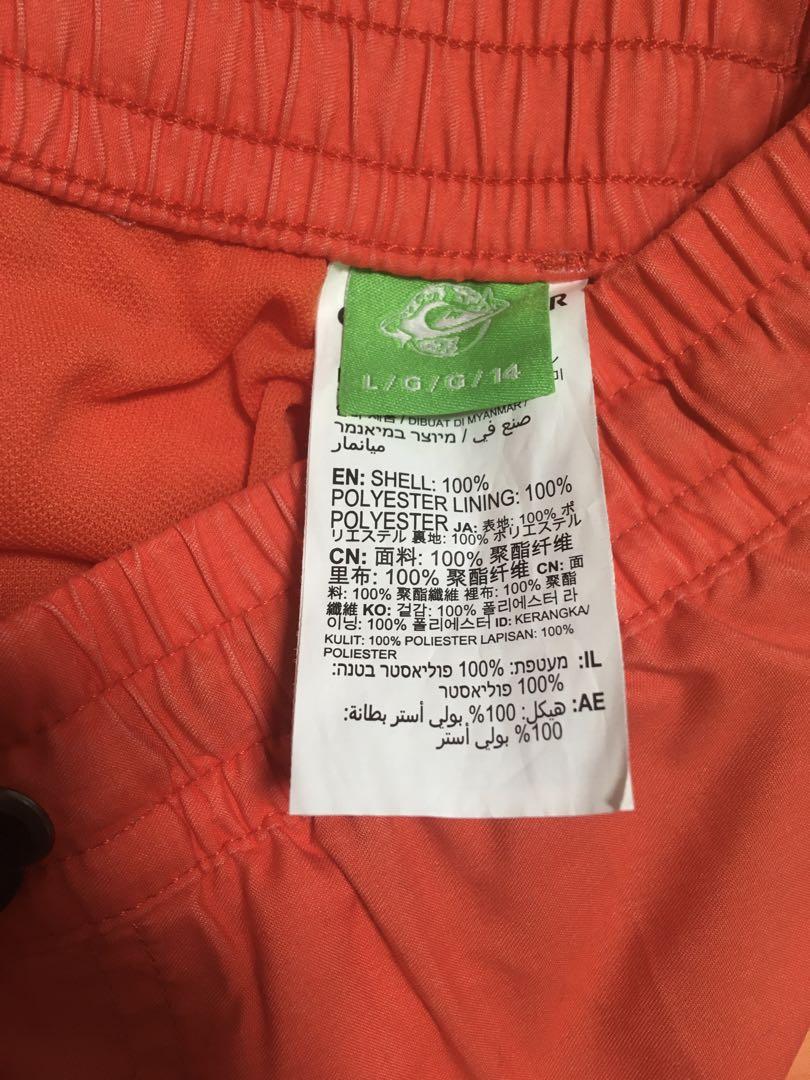 R
L/G/G/14
/ DIBUAT DI MYANMAR /
صنع في / מיוצר במיאנמר
ميانمار
EN: SHELL: 100%
POLYESTER LINING: 100%
POLYESTER JA: 表地: 100% ポ
リエステル 裏地: 100% ポリエステル
CN: 面料: 100% 聚酯纤维
里布: 100% 聚酯纤维 CN: 面
料: 100% 聚酯纖維 裡布: 100% 聚酯
纖維 KO: 겉감: 100% 폴리에스터 라
이닝: 100% 폴리에스터 ID: KERANGKA/
KULIT: 100% POLIESTER LAPISAN: 100%
POLIESTER
IL: מעטפת: 100% פוליאסטר בטנה:
100% פוליאסטר
AE: هيكل: 100% بولي أستر بطانة:
100% بولي أستر